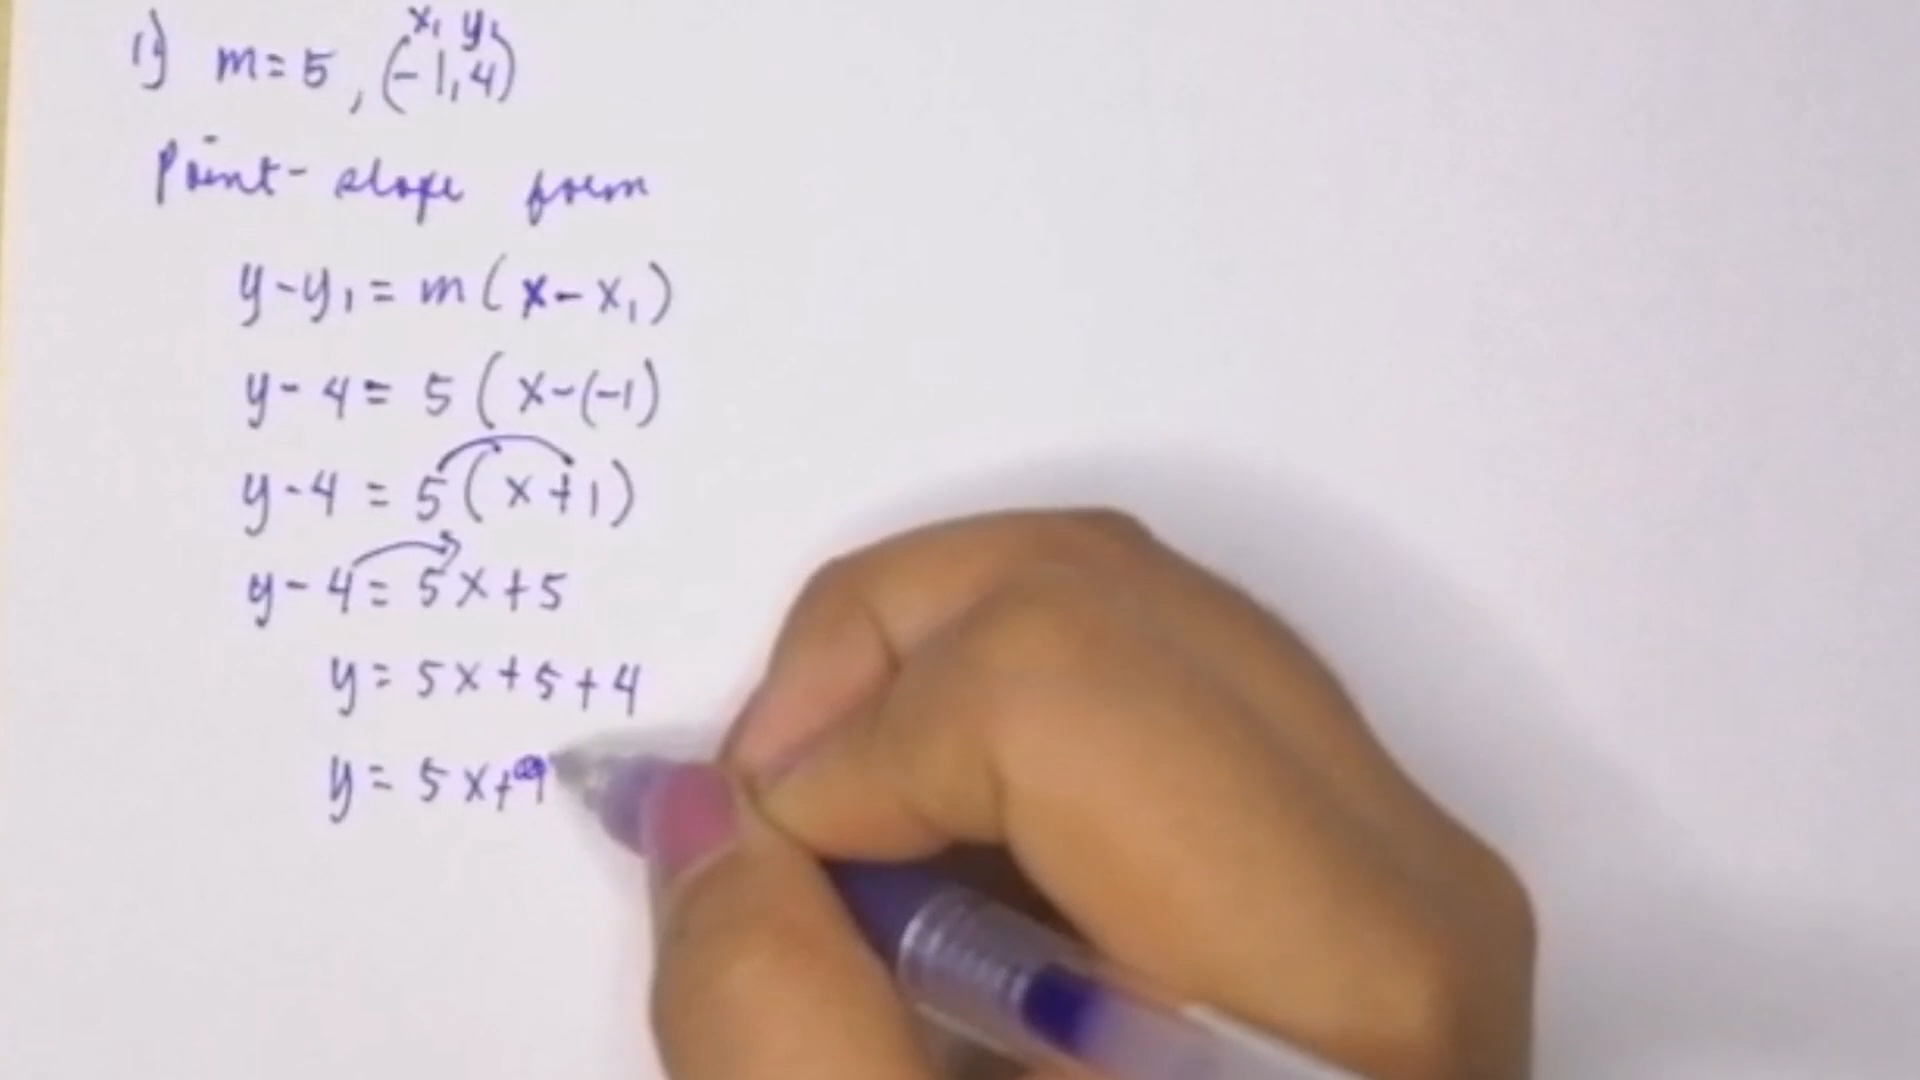 x₁ y₁
1) m = 5, (-1, 4)
Point-slope form
y - y₁ = m (x - x₁)
y - 4 = 5 (x - (-1)
y - 4 = 5 (x + 1)
y - 4 = 5x + 5
y = 5x + 5 + 4
y = 5x + 9